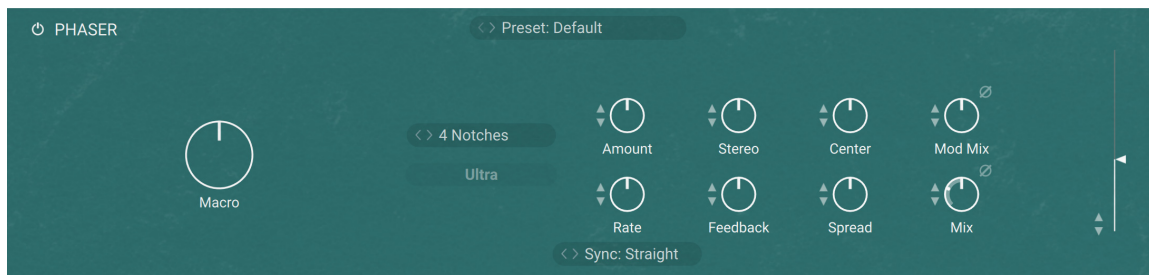 PHASER
Preset: Default
4 Notches
Ultra
Macro
Amount
Stereo
Center
Mod Mix
Rate
Feedback
Spread
Mix
Sync: Straight